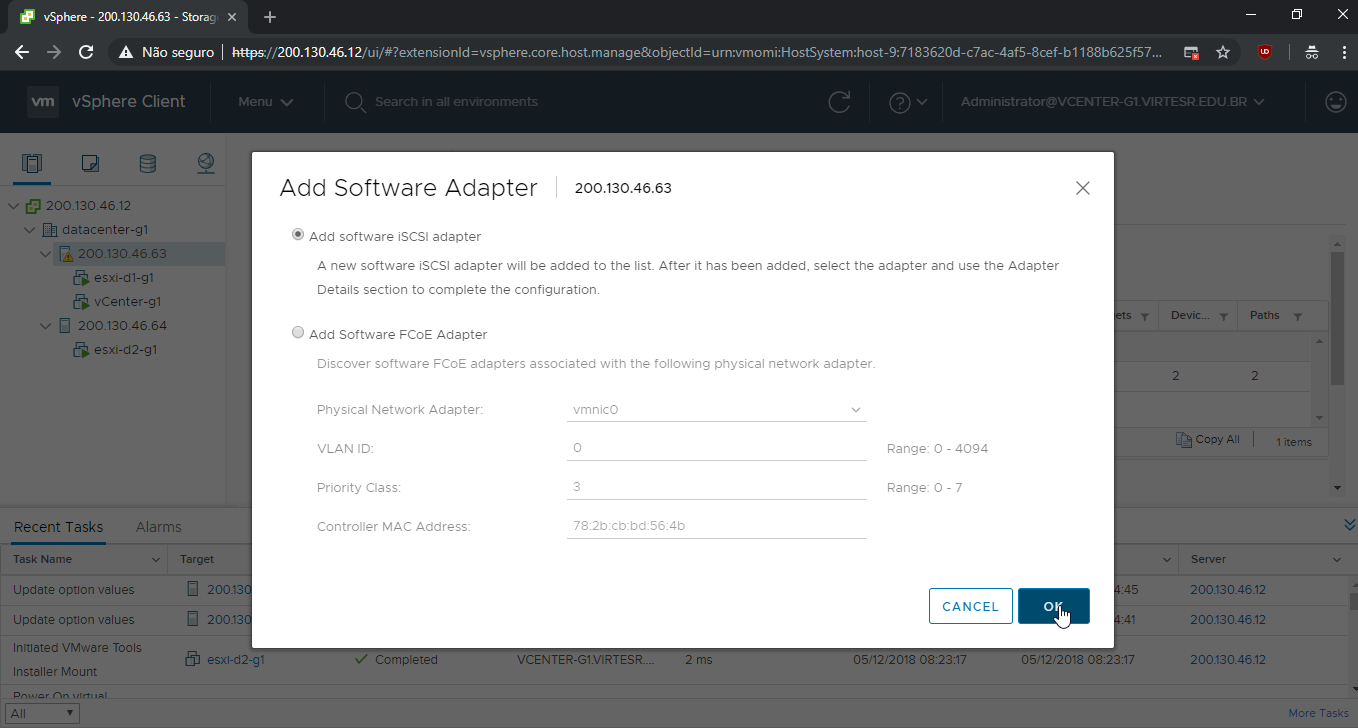 vSphere - 200.130.46.63 - Storag
Não seguro
https://200.130.46.12/ui/#?extensionId=vsphere.core.host.manage&objectId=urn:vmomi:HostSystem:host-9:7183620d-c7ac-4af5-8cef-b1188b625f57...
vm vSphere Client Menu Search in all environments Administrator@VCENTER-G1.VIRTESR.EDU.BR
200.130.46.12
datacenter-g1
200.130.46.63
esxi-d1-g1
vCenter-g1
200.130.46.64
esxi-d2-g1
Add Software Adapter 200.130.46.63
Add software iSCSI adapter
A new software iSCSI adapter will be added to the list. After it has been added, select the adapter and use the Adapter
Details section to complete the configuration.
Add Software FCoE Adapter
Discover software FCoE adapters associated with the following physical network adapter.
Physical Network Adapter: vmnic0
VLAN ID: 0 Range: 0 - 4094
Priority Class: 3 Range: 0 - 7
Controller MAC Address: 78:2b:cb:bd:56:4b
CANCEL OK
ets Devic... Paths
2 2
Copy All 1 items
Recent Tasks Alarms
Task Name Target Server
Update option values 200.130 4:45 200.130.46.12
Update option values 200.130 4:41 200.130.46.12
Initiated VMware Tools
Installer Mount
esxi-d2-g1 Completed VCENTER-G1.VIRTESR.... 2 ms 05/12/2018 08:23:17 05/12/2018 08:23:17 200.130.46.12
Power On virtual
All More Tasks